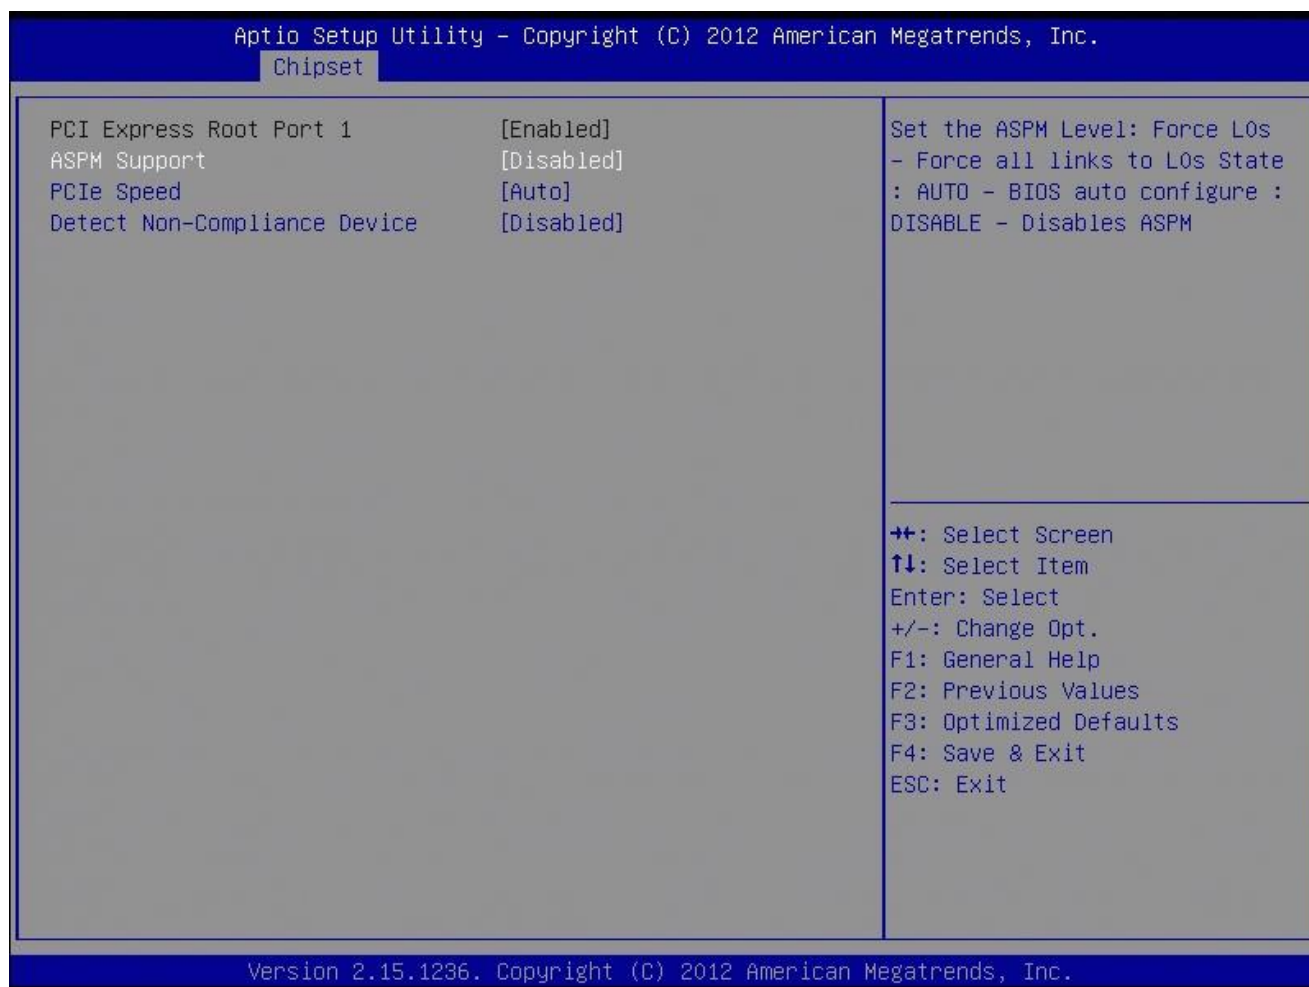 Aptio Setup Utility – Copyright (C) 2012 American Megatrends, Inc.
Chipset
PCI Express Root Port 1 [Enabled]
ASPM Support [Disabled]
PCIe Speed [Auto]
Detect Non-Compliance Device [Disabled]
Set the ASPM Level: Force L0s
– Force all links to L0s State
: AUTO – BIOS auto configure :
DISABLE – Disables ASPM
→←: Select Screen
↑↓: Select Item
Enter: Select
+/-: Change Opt.
F1: General Help
F2: Previous Values
F3: Optimized Defaults
F4: Save & Exit
ESC: Exit
Version 2.15.1236. Copyright (C) 2012 American Megatrends, Inc.